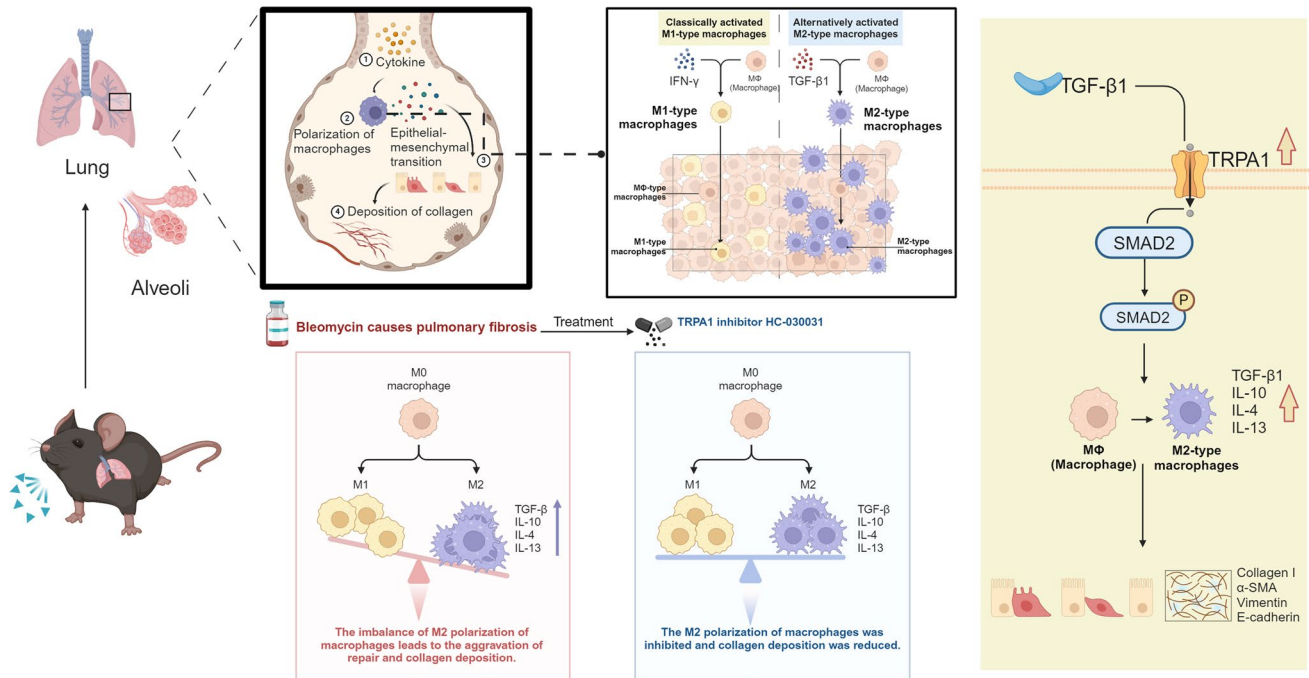 Lung
Alveoli
① Cytokine
②
Polarization of
macrophages
Epithelial-
mesenchymal
transition
③
④ Deposition of collagen
Classically activated
M1-type macrophages
Alternatively activated
M2-type macrophages
IFN-γ
MΦ
(Macrophage)
TGF-β1
MΦ
(Macrophage)
M1-type
macrophages
M2-type
macrophages
MΦ-type
macrophages
M1-type
macrophages
M2-type
macrophages
Bleomycin causes pulmonary fibrosis
Treatment
TRPA1 inhibitor HC-030031
M0
macrophage
M1
M2
TGF-β
IL-10
IL-4
IL-13
The imbalance of M2 polarization of
macrophages leads to the aggravation of
repair and collagen deposition.
M0
macrophage
M1
M2
TGF-β
IL-10
IL-4
IL-13
The M2 polarization of macrophages was
inhibited and collagen deposition was reduced.
TGF-β1
TRPA1
SMAD2
P
SMAD2
TGF-β1
IL-10
IL-4
IL-13
MΦ
(Macrophage)
M2-type
macrophages
Collagen I
α-SMA
Vimentin
E-cadherin